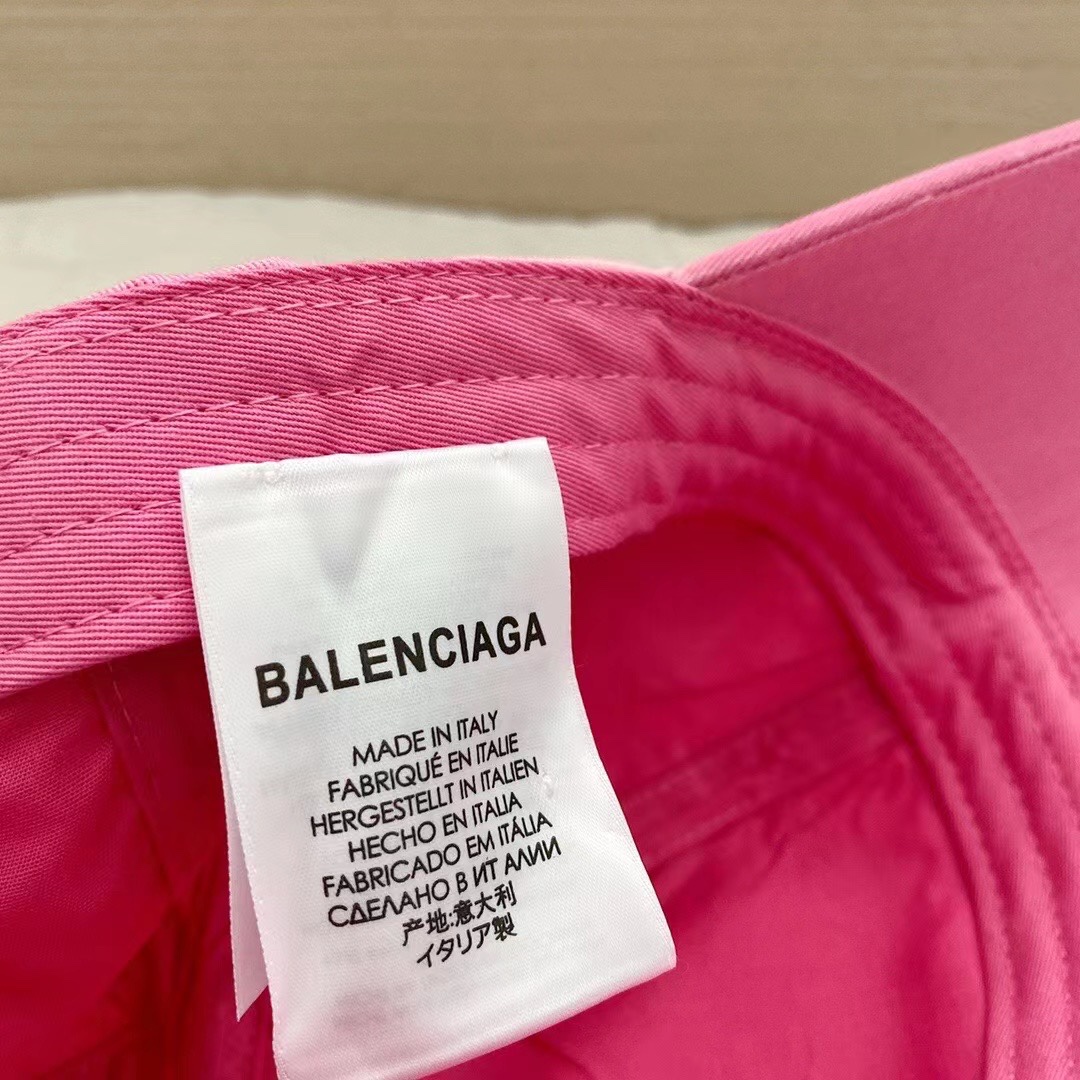 BALENCIAGA
MADE IN ITALY
FABRIQUÉ EN ITALIE
HERGESTELLT IN ITALIEN
HECHO EN ITALIA
FABRICADO EM ITÁLIA
СДЕЛАНО В ИТ АЛИИ
产地:意大利
イタリア製